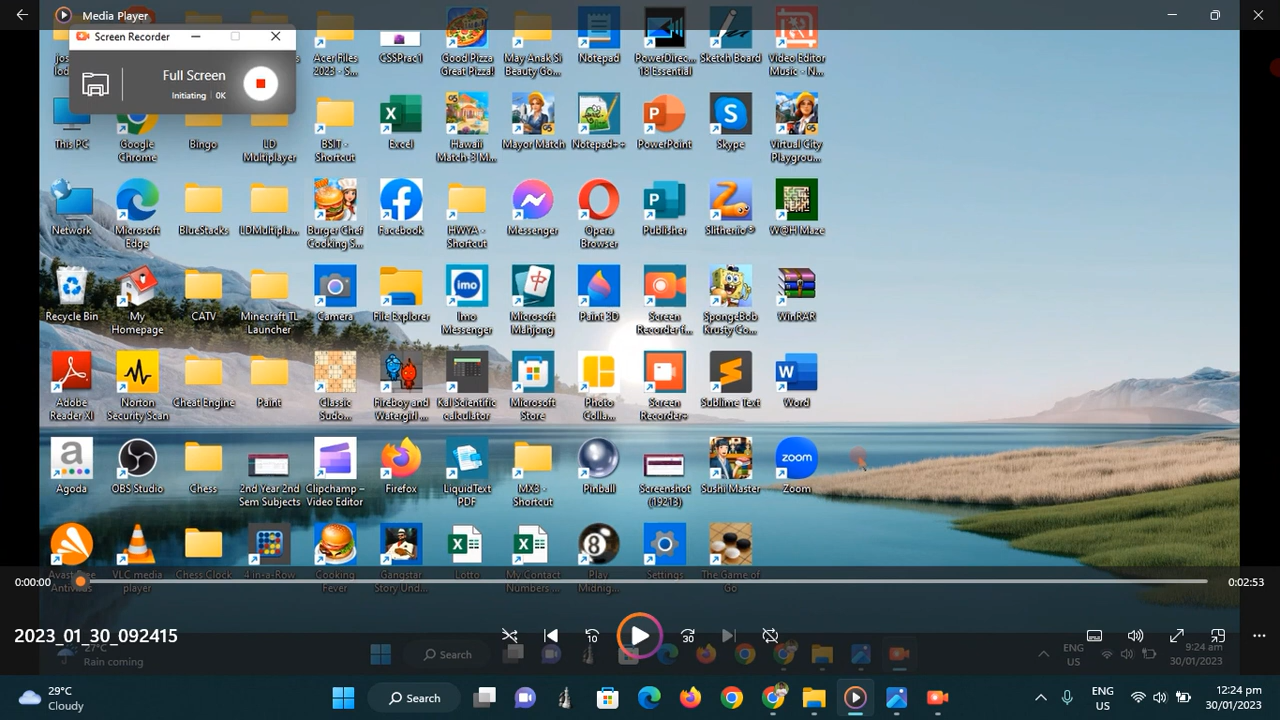 Media Player
Screen Recorder
Full Screen
Initiating 0K
Acer Files 2023 - S...
CSSPrac1
Good Pizza Great Pizza!
May Anak Si Beauty Go...
Notepad
PowerDirec... 18 Essential
Sketch Board
Video Editor Music - N...
This PC
Google Chrome
Bingo
LD Multiplayer
BSIT - Shortcut
Excel
Hawaii Match-3 M...
Mayor Match
Notepad++
PowerPoint
Skype
Virtual City Playgrou...
Network
Microsoft Edge
BlueStacks
LDMultipla...
Burger Chef Cooking S...
Facebook
HWYA - Shortcut
Messenger
Opera Browser
Publisher
Slitherio®
W@H Maze
Recycle Bin
My Homepage
CATV
Minecraft TL Launcher
Camera
File Explorer
imo
Imo Messenger
Microsoft Mahjong
Paint 3D
Screen Recorder f...
SpongeBob Krusty Co...
WinRAR
Adobe Reader XI
Norton Security Scan
Cheat Engine
Paint
Classic Sudo...
Fireboy and Watergirl ...
Kal Scientific calculator
Microsoft Store
Photo Colla...
Screen Recorder+
Sublime Text
Word
Agoda
OBS Studio
Chess
2nd Year 2nd Sem Subjects
Clipchamp – Video Editor
Firefox
LiquidText PDF
MX3 - Shortcut
Pinball
Screenshot (19213)
Sushi Master
zoom
Zoom
Avast Free Antivirus
VLC media player
Chess Clock
4-in-a-Row
Cooking Fever
Gangstar Story Und...
Lotto
My Contact Numbers ...
Play Midnig...
Settings
The Game of Go
0:00:00
0:02:53
2023_01_30_092415
10
30
27°C
Rain coming
Search
ENG
US
9:24 am
30/01/2023
29°C
Cloudy
Search
ENG
US
12:24 pm
30/01/2023